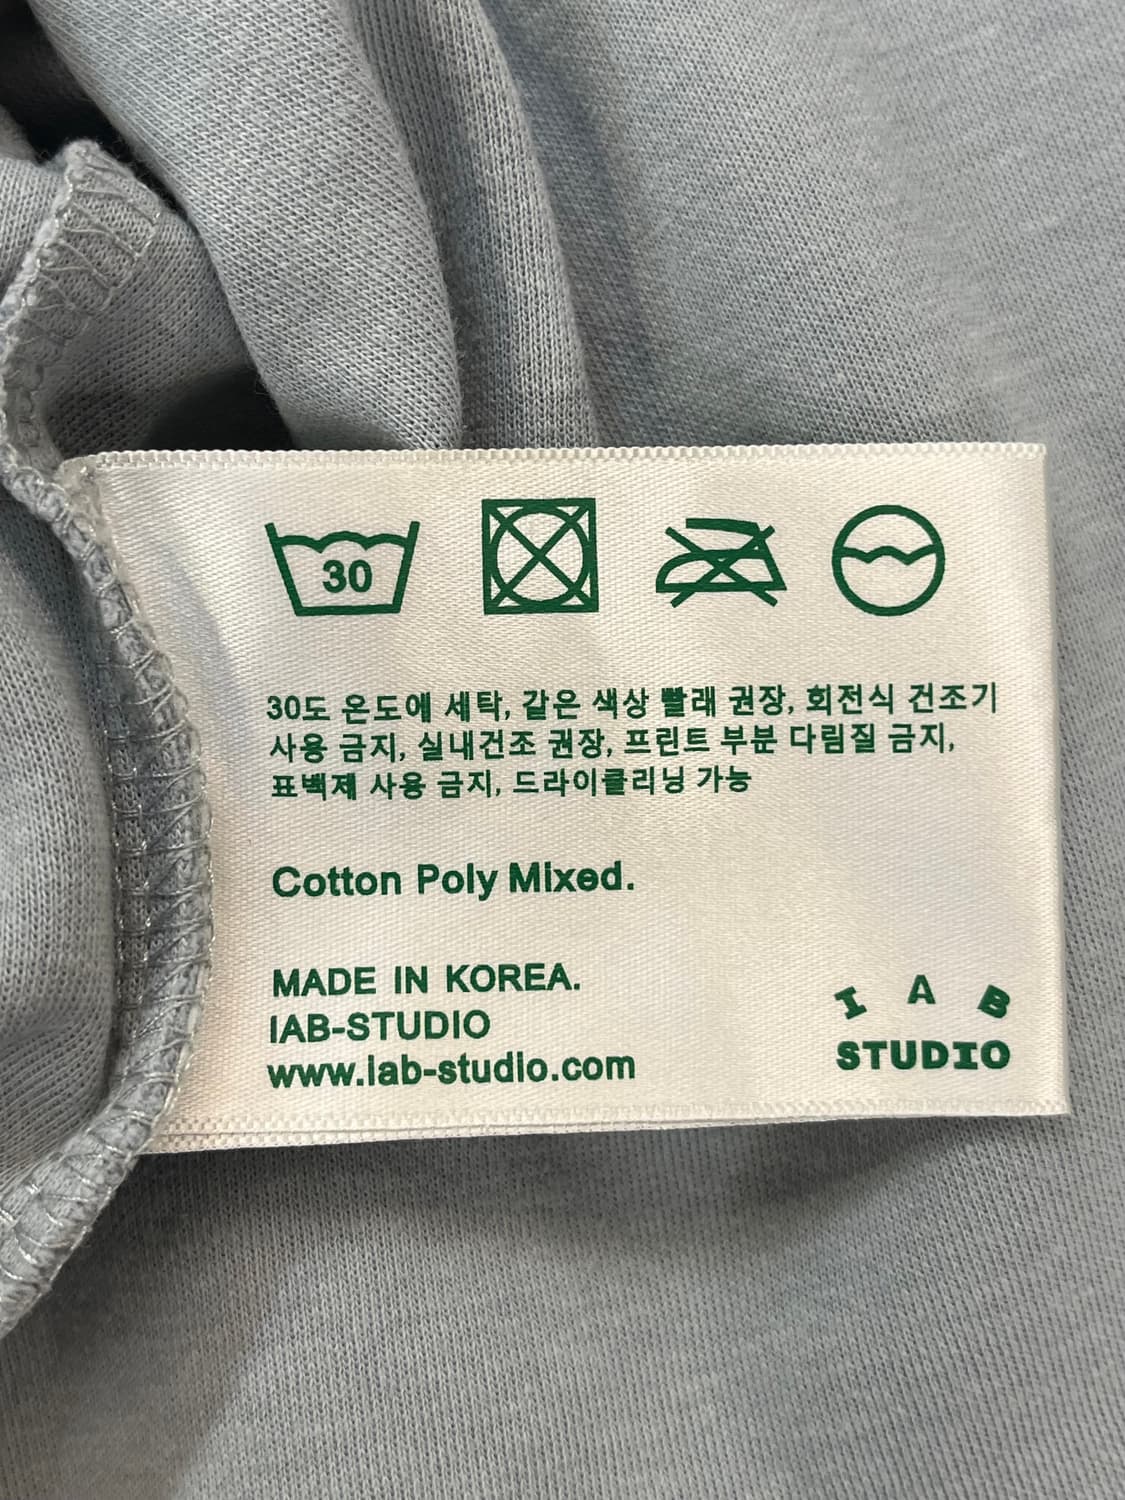 30
30도 온도에 세탁, 같은 색상 빨래 권장, 회전식 건조기
사용 금지, 실내건조 권장, 프린트 부분 다림질 금지,
표백제 사용 금지, 드라이클리닝 가능
Cotton Poly Mixed.
MADE IN KOREA.
IAB-STUDIO
www.iab-studio.com
I A B
STUDIO